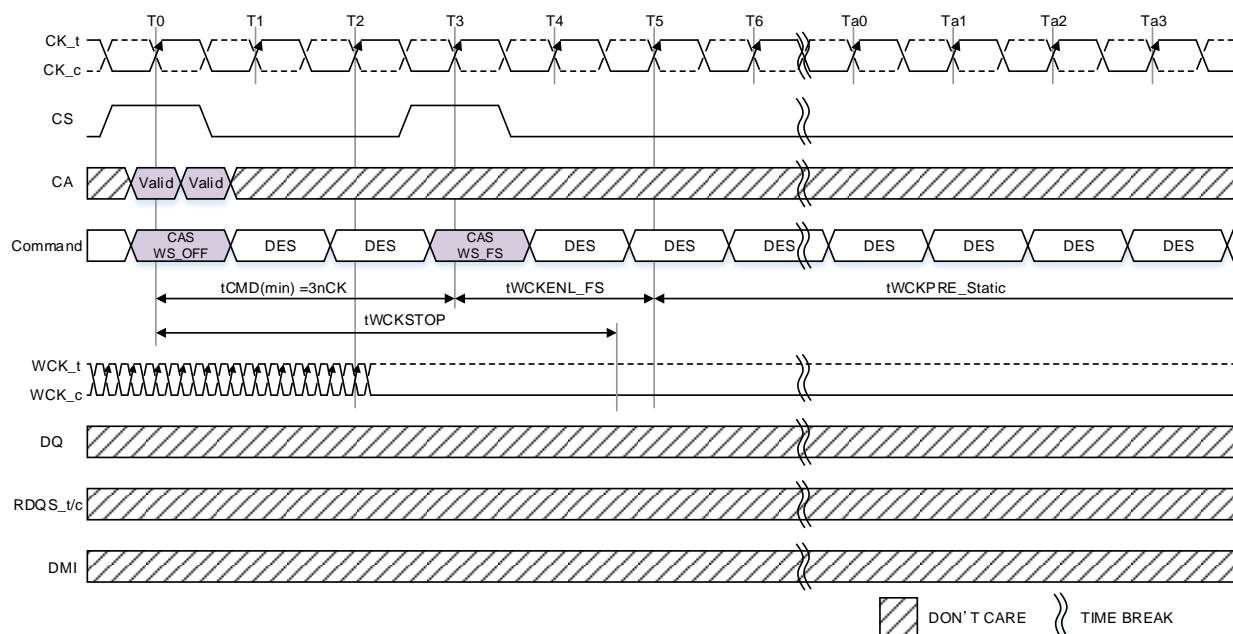 T0 T1 T2 T3 T4 T5 T6 Ta0 Ta1 Ta2 Ta3
CK_t
CK_c
CS
CA Valid Valid
Command CAS WS_OFF DES DES CAS WS_FS DES DES DES DES DES DES DES
tCMD(min) =3nCK tWCKENL_FS tWCKPRE_Static
tWCKSTOP
WCK_t
WCK_c
DQ
RDQS_t/c
DMI
DON'T CARE TIME BREAK